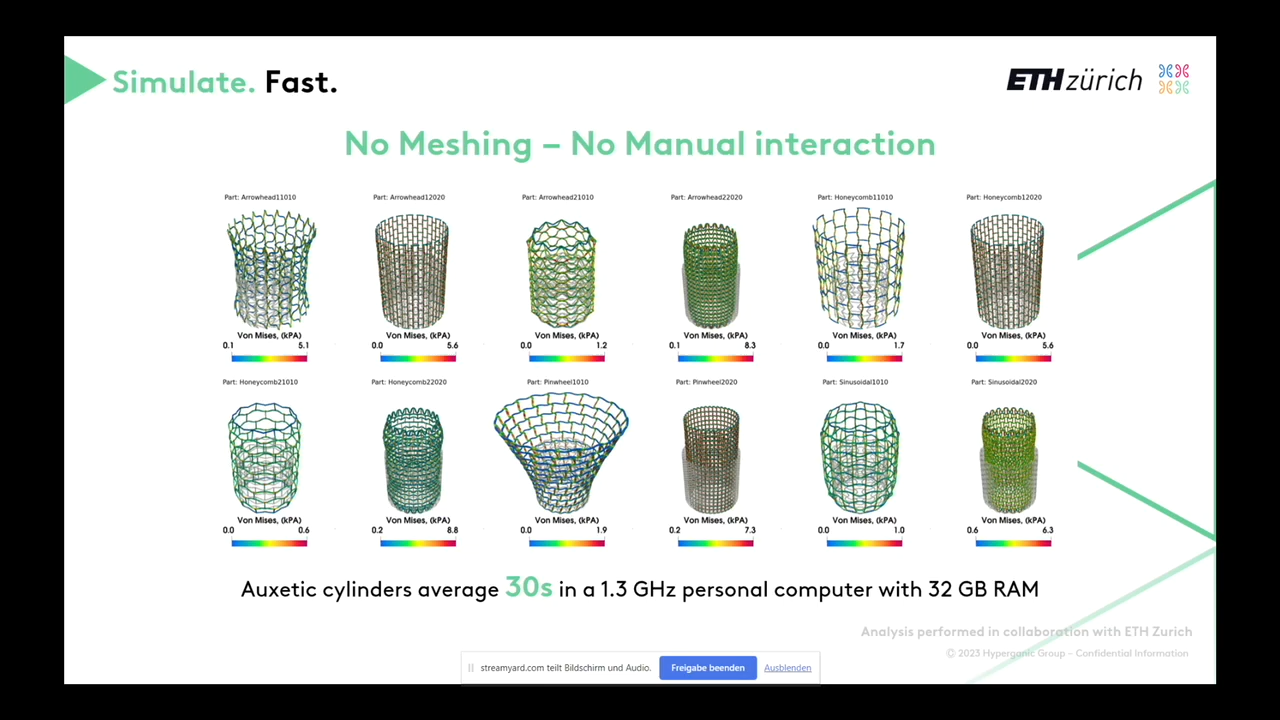 Simulate. Fast.
ETH zürich
No Meshing – No Manual interaction
Part: Arrowhead11010
Part: Arrowhead12020
Part: Arrowhead21010
Part: Arrowhead22020
Part: Honeycomb11010
Part: Honeycomb12020
Von Mises, (kPA)
Von Mises, (kPA)
Von Mises, (kPA)
Von Mises, (kPA)
Von Mises, (kPA)
Von Mises, (kPA)
0.1 5.1
0.0 5.6
0.0 1.2
0.1 8.3
0.0 1.7
0.0 5.6
Part: Honeycomb21010
Part: Honeycomb22020
Part: Pinwheel1010
Part: Pinwheel2020
Part: Sinusoidal1010
Part: Sinusoidal2020
Von Mises, (kPA)
Von Mises, (kPA)
Von Mises, (kPA)
Von Mises, (kPA)
Von Mises, (kPA)
Von Mises, (kPA)
0.0 0.6
0.2 8.8
0.0 1.9
0.2 7.3
0.0 1.0
0.6 6.3
Auxetic cylinders average 30s in a 1.3 GHz personal computer with 32 GB RAM
Analysis performed in collaboration with ETH Zurich
© 2023 Hyperganic Group – Confidential Information
streamyard.com teilt Bildschirm und Audio.
Freigabe beenden
Ausblenden